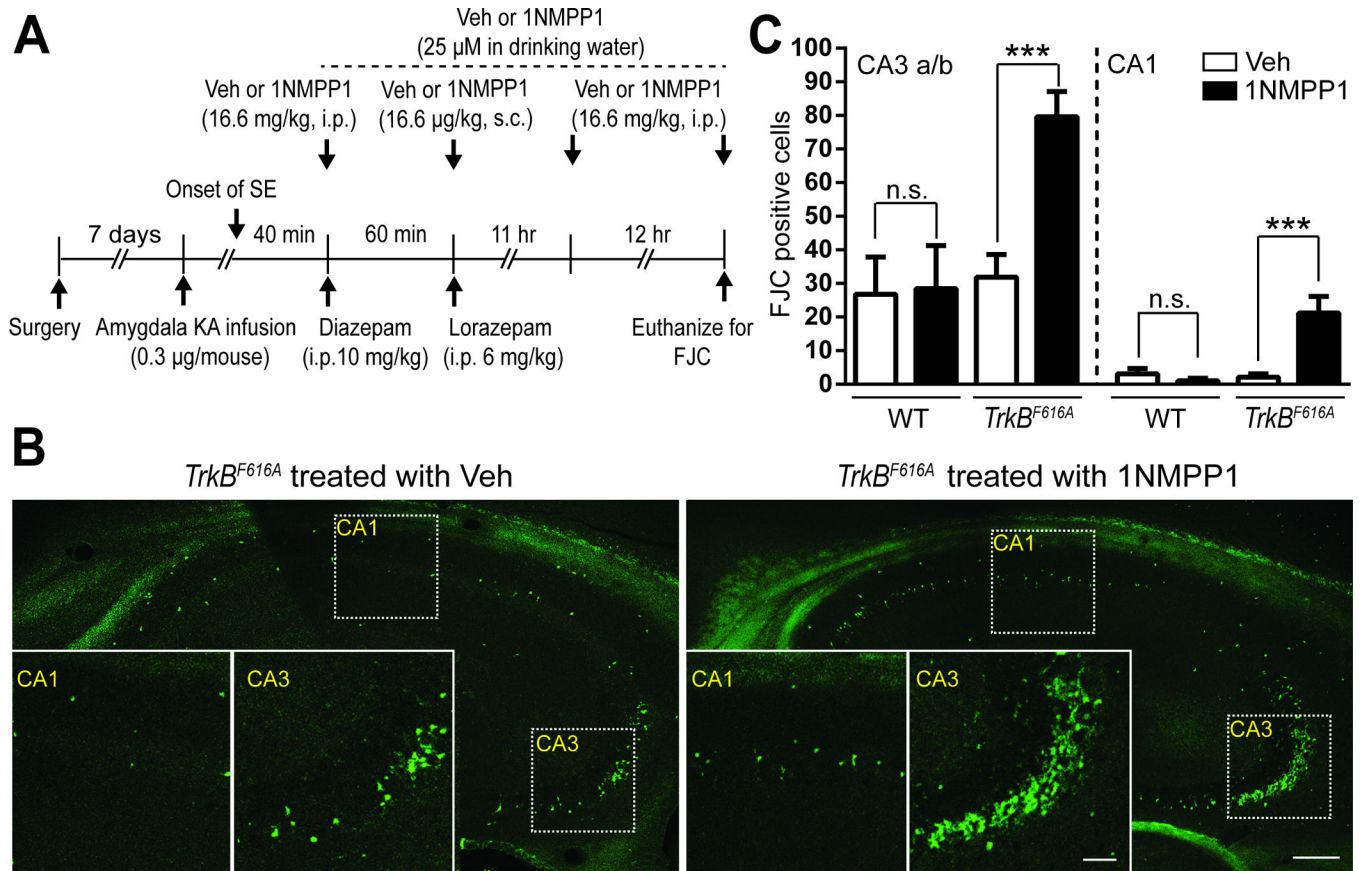 A
Veh or 1NMPP1
(25 µM in drinking water)
Veh or 1NMPP1
(16.6 mg/kg, i.p.)
Veh or 1NMPP1
(16.6 µg/kg, s.c.)
Veh or 1NMPP1
(16.6 mg/kg, i.p.)
Onset of SE
7 days
40 min
60 min
11 hr
12 hr
Surgery
Amygdala KA infusion
(0.3 µg/mouse)
Diazepam
(i.p.10 mg/kg)
Lorazepam
(i.p. 6 mg/kg)
Euthanize for
FJC
C
FJC positive cells
100
90
80
70
60
50
40
30
20
10
0
CA3 a/b
CA1
Veh
1NMPP1
n.s.
***
n.s.
***
WT
TrkB^F616A
WT
TrkB^F616A
B
TrkB^F616A treated with Veh
TrkB^F616A treated with 1NMPP1
CA1
CA1
CA3
CA3
CA1
CA1
CA3
CA3